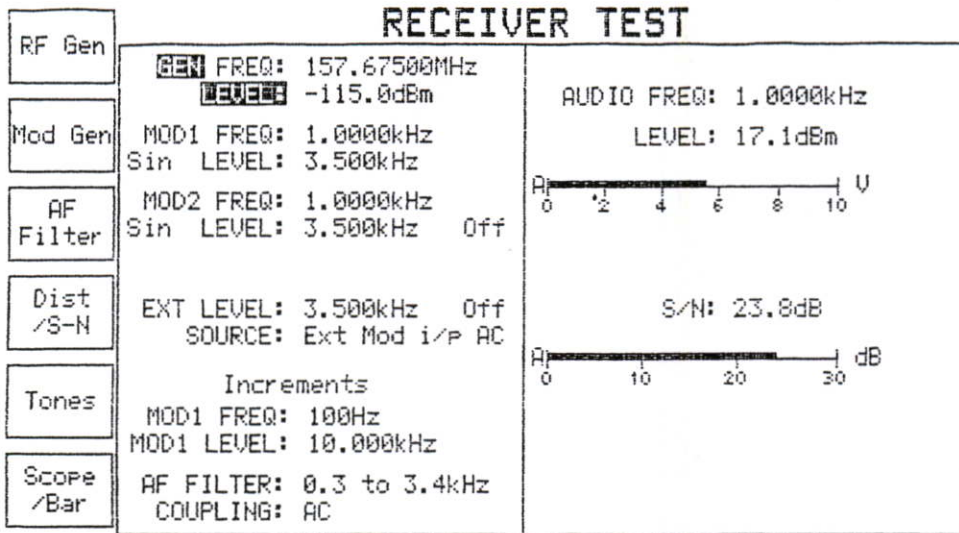 RECEIVER TEST
RF Gen
Mod Gen
AF
Filter
Dist
/S-N
Tones
Scope
/Bar
GEN FREQ: 157.67500MHz
LEVEL: -115.0dBm
MOD1 FREQ: 1.0000kHz
Sin LEVEL: 3.500kHz
MOD2 FREQ: 1.0000kHz
Sin LEVEL: 3.500kHz Off
EXT LEVEL: 3.500kHz Off
SOURCE: Ext Mod i/p AC
Increments
MOD1 FREQ: 100Hz
MOD1 LEVEL: 10.000kHz
AF FILTER: 0.3 to 3.4kHz
COUPLING: AC
AUDIO FREQ: 1.0000kHz
LEVEL: 17.1dBm
A V
0 2 4 6 8 10
S/N: 23.8dB
A dB
0 10 20 30